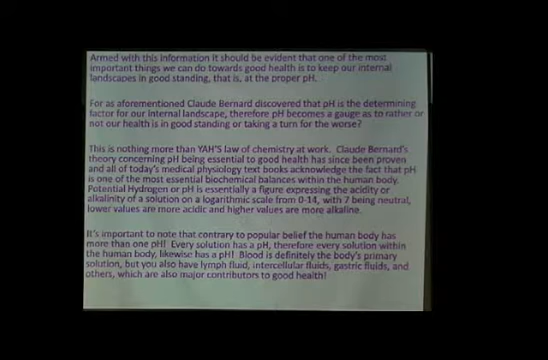 Armed with this information it should be evident that one of the most
important things we can do towards good health is to keep our internal
landscapes in good standing, that is, at the proper pH.
For as aforementioned Claude Bernard discovered that pH is the determining
factor for our internal landscape, therefore pH becomes a gauge as to rather or
not our health is in good standing or taking a turn for the worse?
This is nothing more than YAH'S law of chemistry at work. Claude Bernard's
theory concerning pH being essential to good health has since been proven
and all of today's medical physiology text books acknowledge the fact that pH
is one of the most essential biochemical balances within the human body.
Potential Hydrogen or pH is essentially a figure expressing the acidity or
alkalinity of a solution on a logarithmic scale from 0-14, with 7 being neutral,
lower values are more acidic and higher values are more alkaline.
It's important to note that contrary to popular belief the human body has
more than one pH! Every solution has a pH, therefore every solution within
the human body, likewise has a pH! Blood is definitely the body's primary
solution, but you also have lymph fluid, intercellular fluids, gastric fluids, and
others, which are also major contributors to good health!